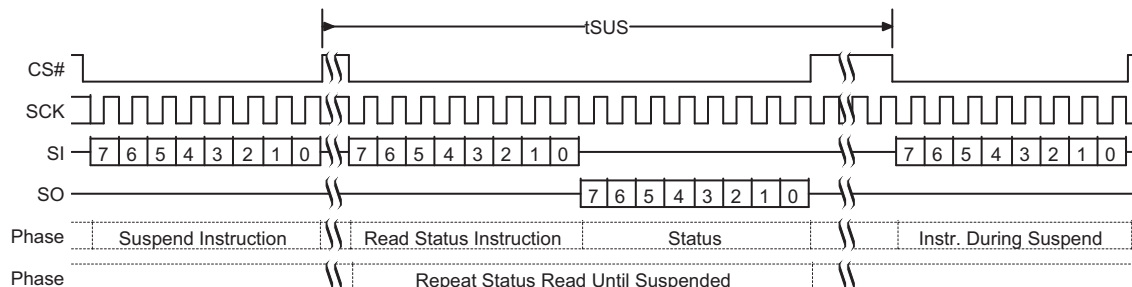 tSUS
CS#
SCK
SI 7 6 5 4 3 2 1 0 7 6 5 4 3 2 1 0 7 6 5 4 3 2 1 0
SO 7 6 5 4 3 2 1 0
Phase Suspend Instruction Read Status Instruction Status Instr. During Suspend
Phase Repeat Status Read Until Suspended